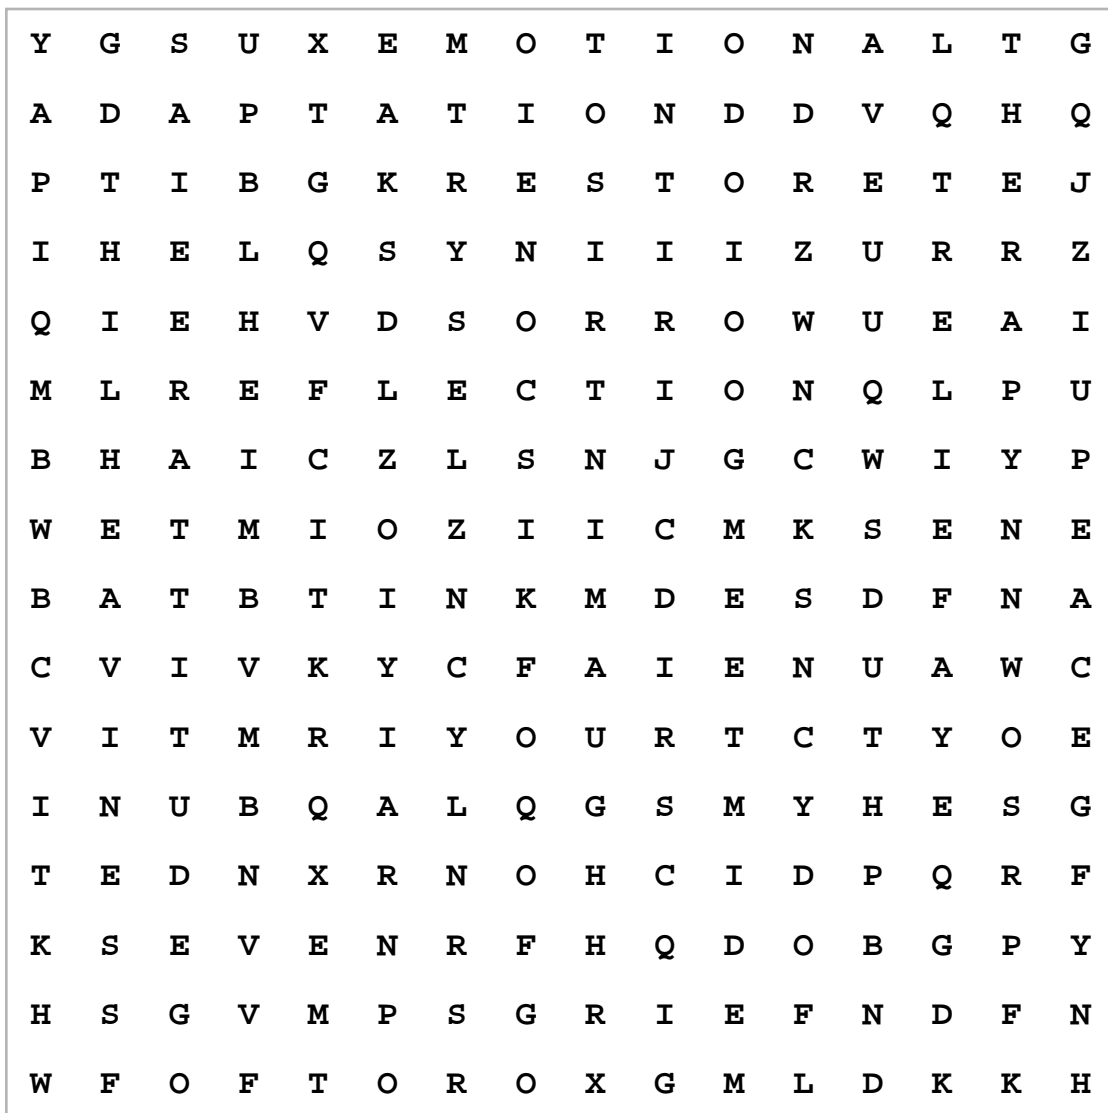 Y G S U X E M O T I O N A L T G
A D A P T A T I O N D D V Q H Q
P T I B G K R E S T O R E T E J
I H E L Q S Y N I I I Z U R R Z
Q I E H V D S O R R O W U E A I
M L R E F L E C T I O N Q L P U
B H A I C Z L S N J G C W I Y P
W E T M I O Z I I C M K S E N E
B A T B T I N K M D E S D F N A
C V I V K Y C F A I E N U A W C
V I T M R I Y O U R T C T Y O E
I N U B Q A L Q G S M Y H E S G
T E D N X R N O H C I D P Q R F
K S E V E N R F H Q D O B G P Y
H S G V M P S G R I E F N D F N
W F O F T O R O X G M L D K K H